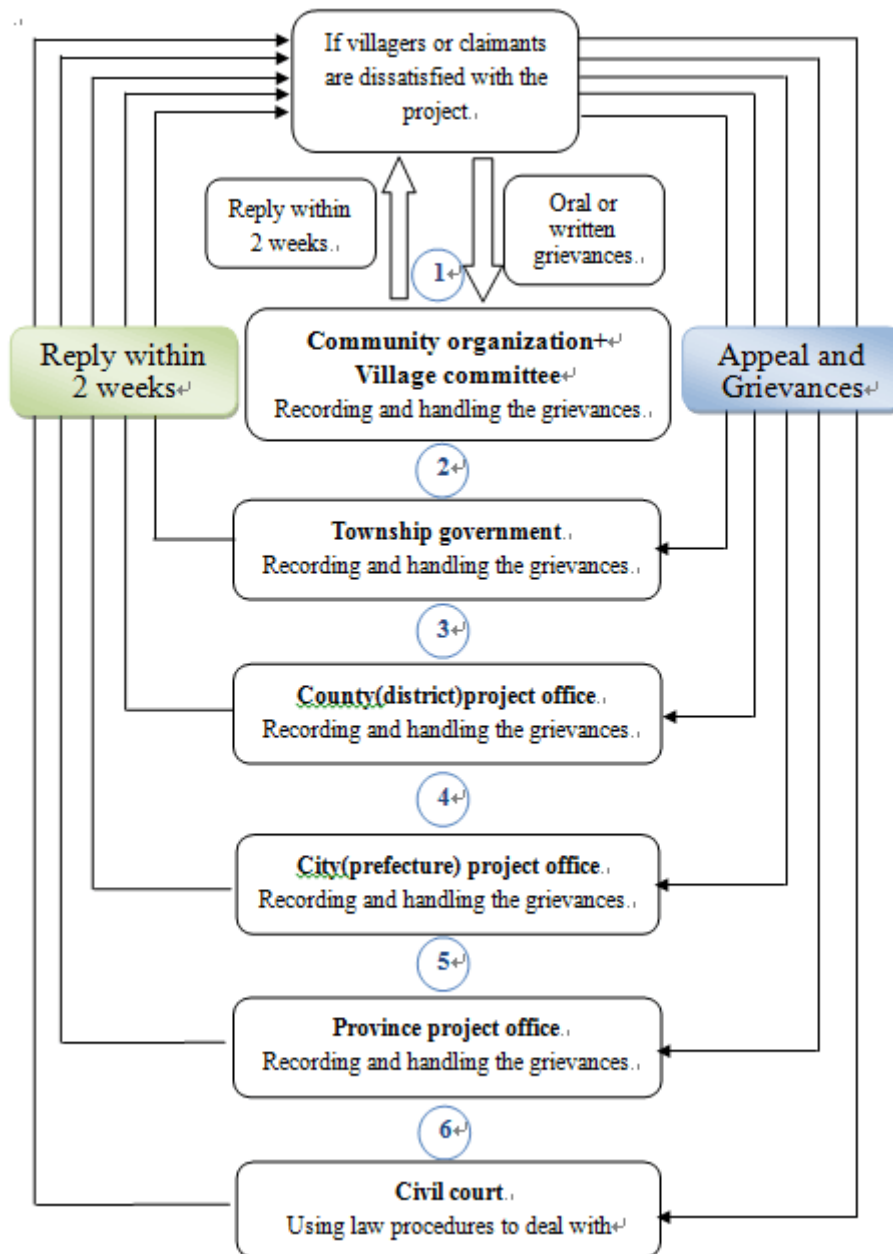 If villagers or claimants
are dissatisfied with the
project.
Reply within
2 weeks.
Oral or
written
grievances.
1
Community organization+
Village committee
Recording and handling the grievances.
Reply within
2 weeks
Appeal and
Grievances
2
Township government.
Recording and handling the grievances.
3
County(district)project office.
Recording and handling the grievances.
4
City(prefecture) project office.
Recording and handling the grievances.
5
Province project office.
Recording and handling the grievances.
6
Civil court.
Using law procedures to deal with